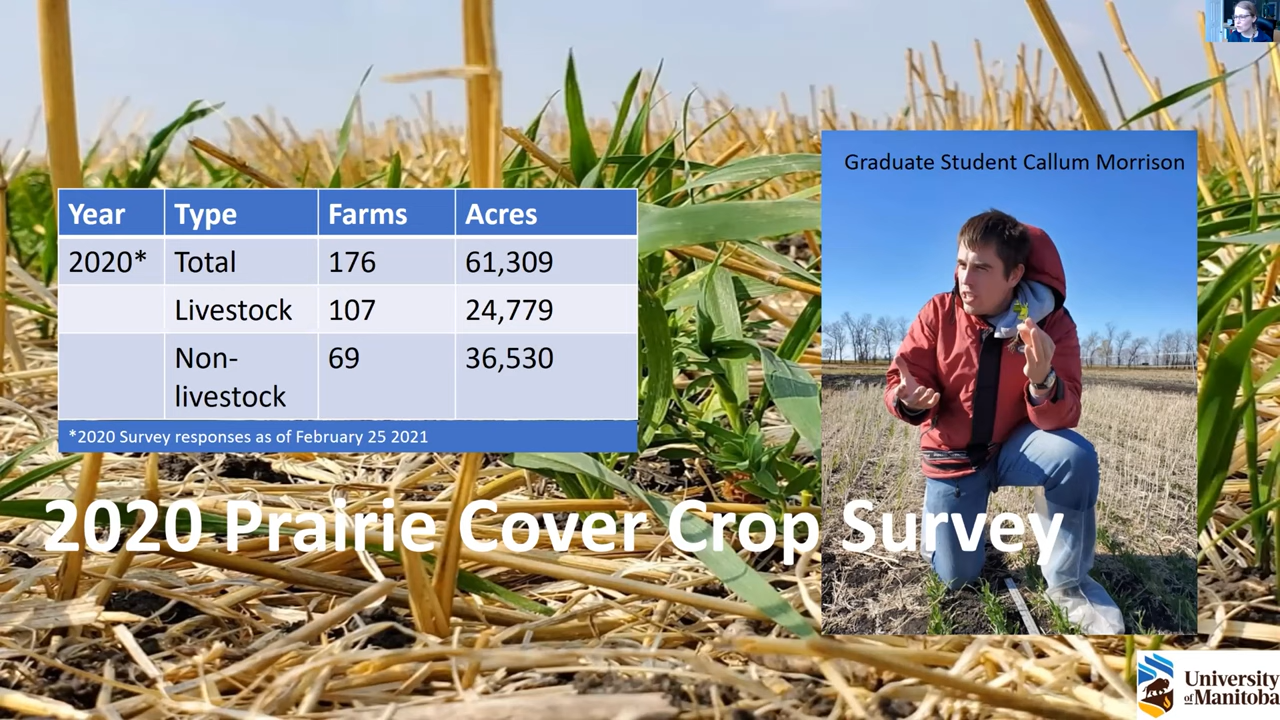 Graduate Student Callum Morrison
Year Type Farms Acres
2020* Total 176 61,309
Livestock 107 24,779
Non-livestock 69 36,530
*2020 Survey responses as of February 25 2021
2020 Prairie Cover Crop Survey
University
of Manitoba